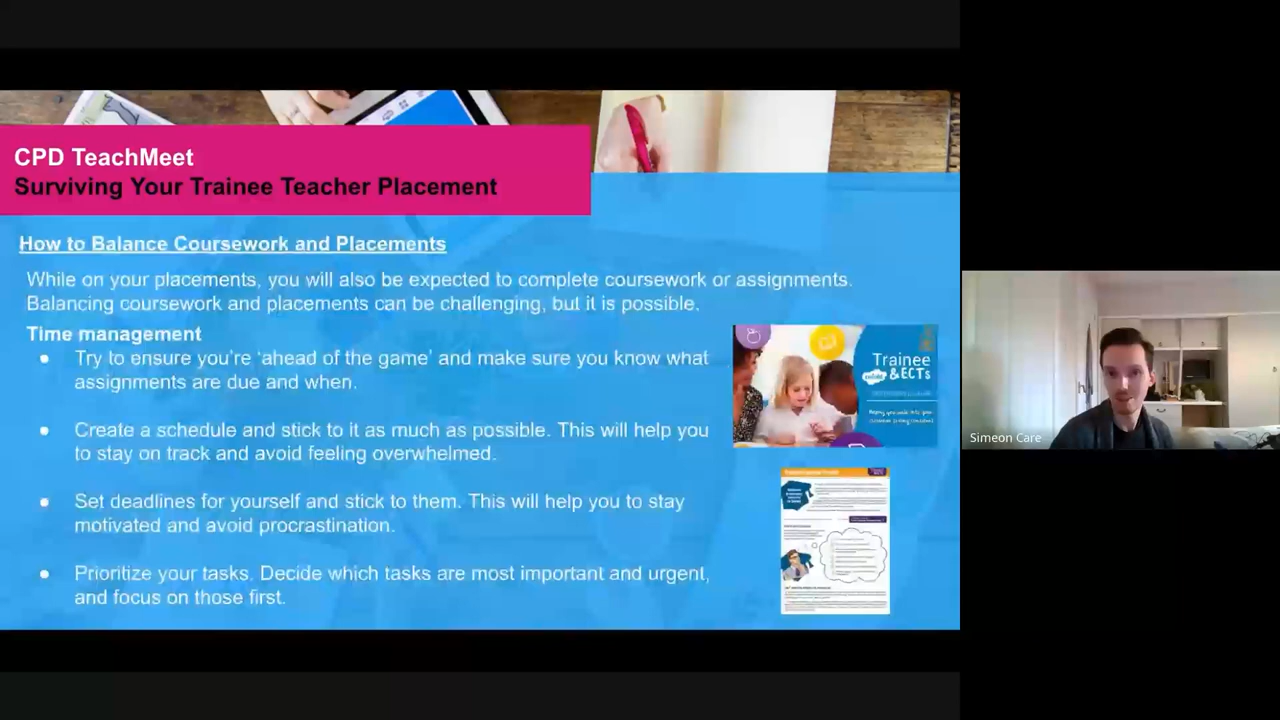 CPD TeachMeet
Surviving Your Trainee Teacher Placement
How to Balance Coursework and Placements
While on your placements, you will also be expected to complete coursework or assignments.
Balancing coursework and placements can be challenging, but it is possible.
Time management
● Try to ensure you're ‘ahead of the game’ and make sure you know what
assignments are due and when.
● Create a schedule and stick to it as much as possible. This will help you
to stay on track and avoid feeling overwhelmed.
● Set deadlines for yourself and stick to them. This will help you to stay
motivated and avoid procrastination.
● Prioritize your tasks. Decide which tasks are most important and urgent,
and focus on those first.
Trainee
& ECTs
Simeon Care